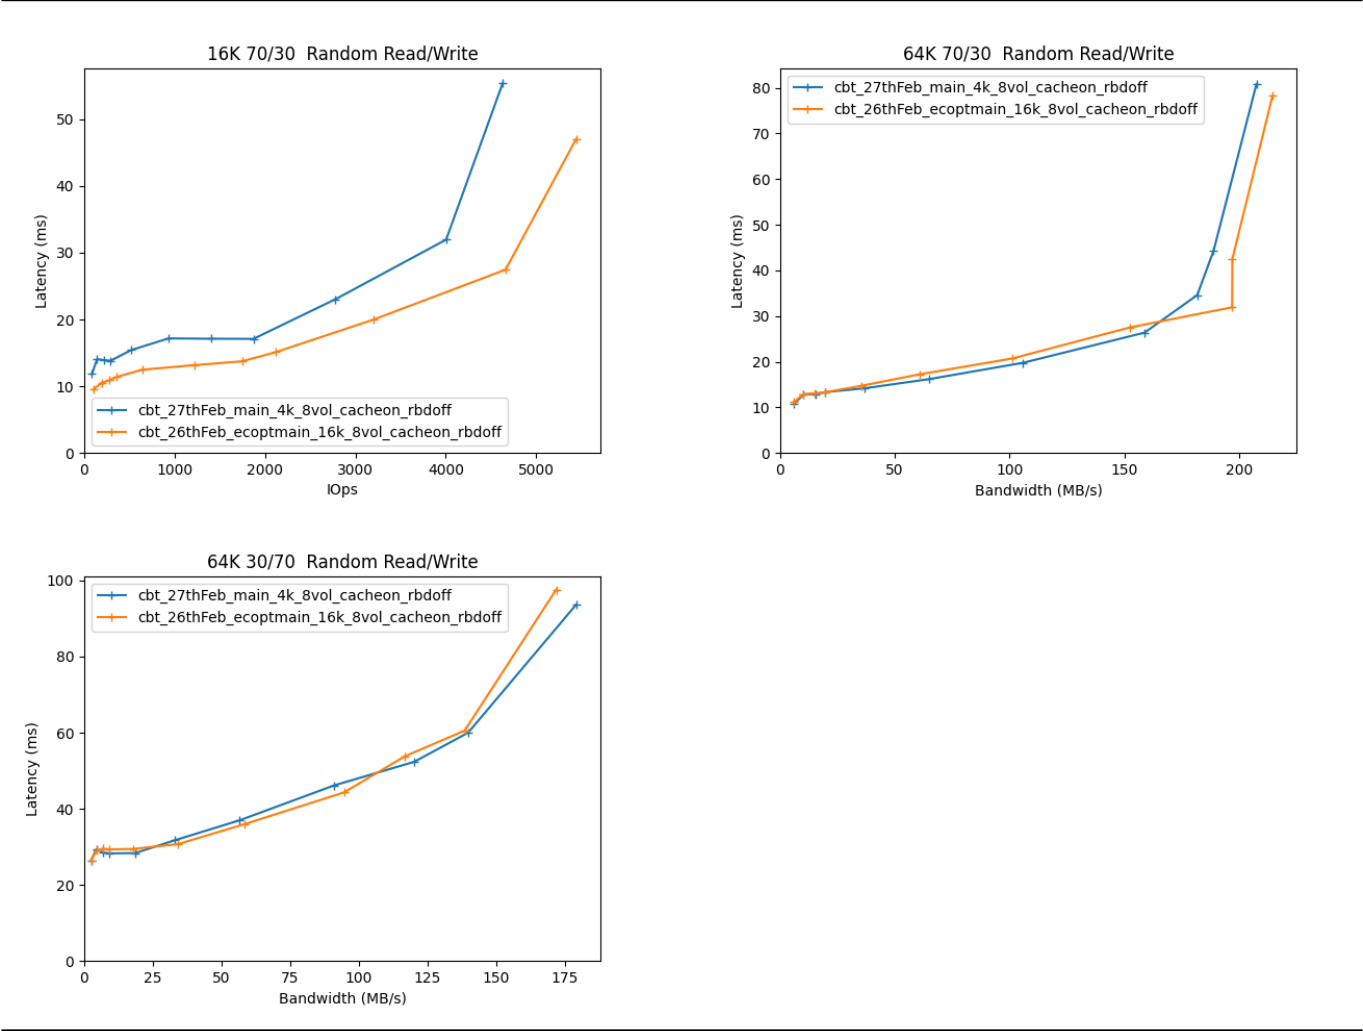 16K 70/30  Random Read/Write
Latency (ms)
50
40
30
20
10
0
cbt_27thFeb_main_4k_8vol_cacheon_rbdoff
cbt_26thFeb_ecoptmain_16k_8vol_cacheon_rbdoff
0 1000 2000 3000 4000 5000
IOps
64K 70/30  Random Read/Write
cbt_27thFeb_main_4k_8vol_cacheon_rbdoff
cbt_26thFeb_ecoptmain_16k_8vol_cacheon_rbdoff
Latency (ms)
80
70
60
50
40
30
20
10
0
0 50 100 150 200
Bandwidth (MB/s)
64K 30/70  Random Read/Write
cbt_27thFeb_main_4k_8vol_cacheon_rbdoff
cbt_26thFeb_ecoptmain_16k_8vol_cacheon_rbdoff
Latency (ms)
100
80
60
40
20
0
0 25 50 75 100 125 150 175
Bandwidth (MB/s)